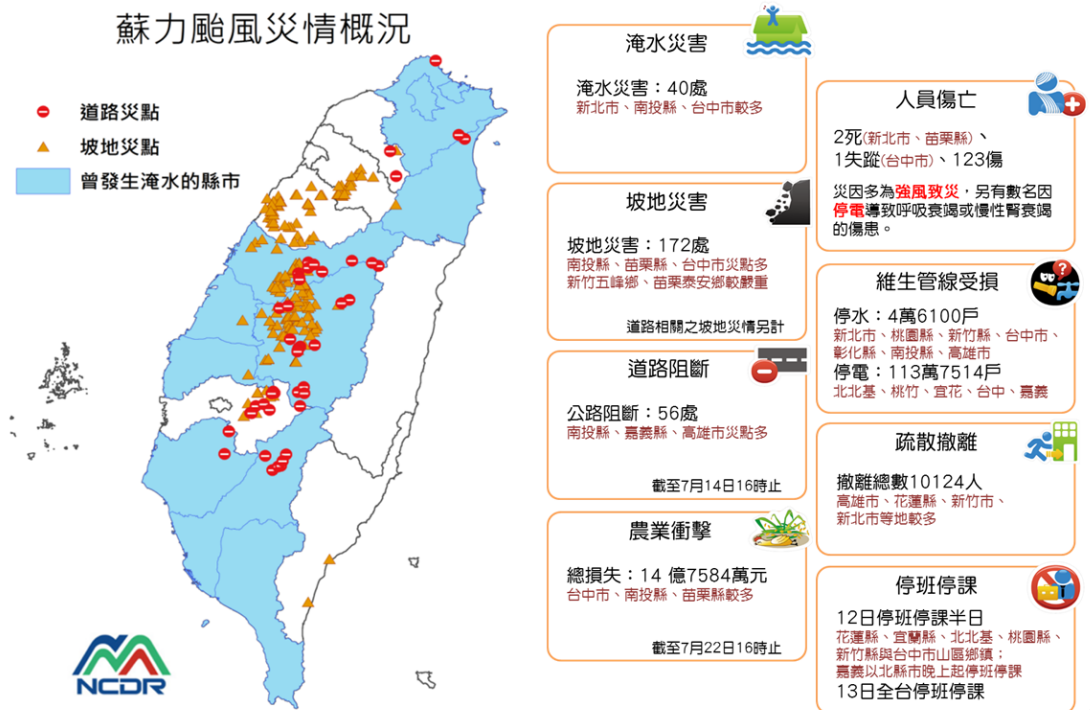 蘇力颱風災情概況
道路災點
坡地災點
曾發生淹水的縣市
NCDR
淹水災害
淹水災害：40處
新北市、南投縣、台中市較多
坡地災害
坡地災害：172處
南投縣、苗栗縣、台中市災點多
新竹五峰鄉、苗栗泰安鄉較嚴重
道路相關之坡地災情另計
道路阻斷
公路阻斷：56處
南投縣、嘉義縣、高雄市災點多
截至7月14日16時止
農業衝擊
總損失：14 億7584萬元
台中市、南投縣、苗栗縣較多
截至7月22日16時止
人員傷亡
2死(新北市、苗栗縣)、
1失蹤(台中市)、123傷
災因多為強風致災，另有數名因
停電導致呼吸衰竭或慢性腎衰竭
的傷患。
維生管線受損
停水：4萬6100戶
新北市、桃園縣、新竹縣、台中市、
彰化縣、南投縣、高雄市
停電：113萬7514戶
北北基、桃竹、宜花、台中、嘉義
疏散撤離
撤離總數10124人
高雄市、花蓮縣、新竹市、
新北市等地較多
停班停課
12日停班停課半日
花蓮縣、宜蘭縣、北北基、桃園縣、
新竹縣與台中市山區鄉鎮；
嘉義以北縣市晚上起停班停課
13日全台停班停課